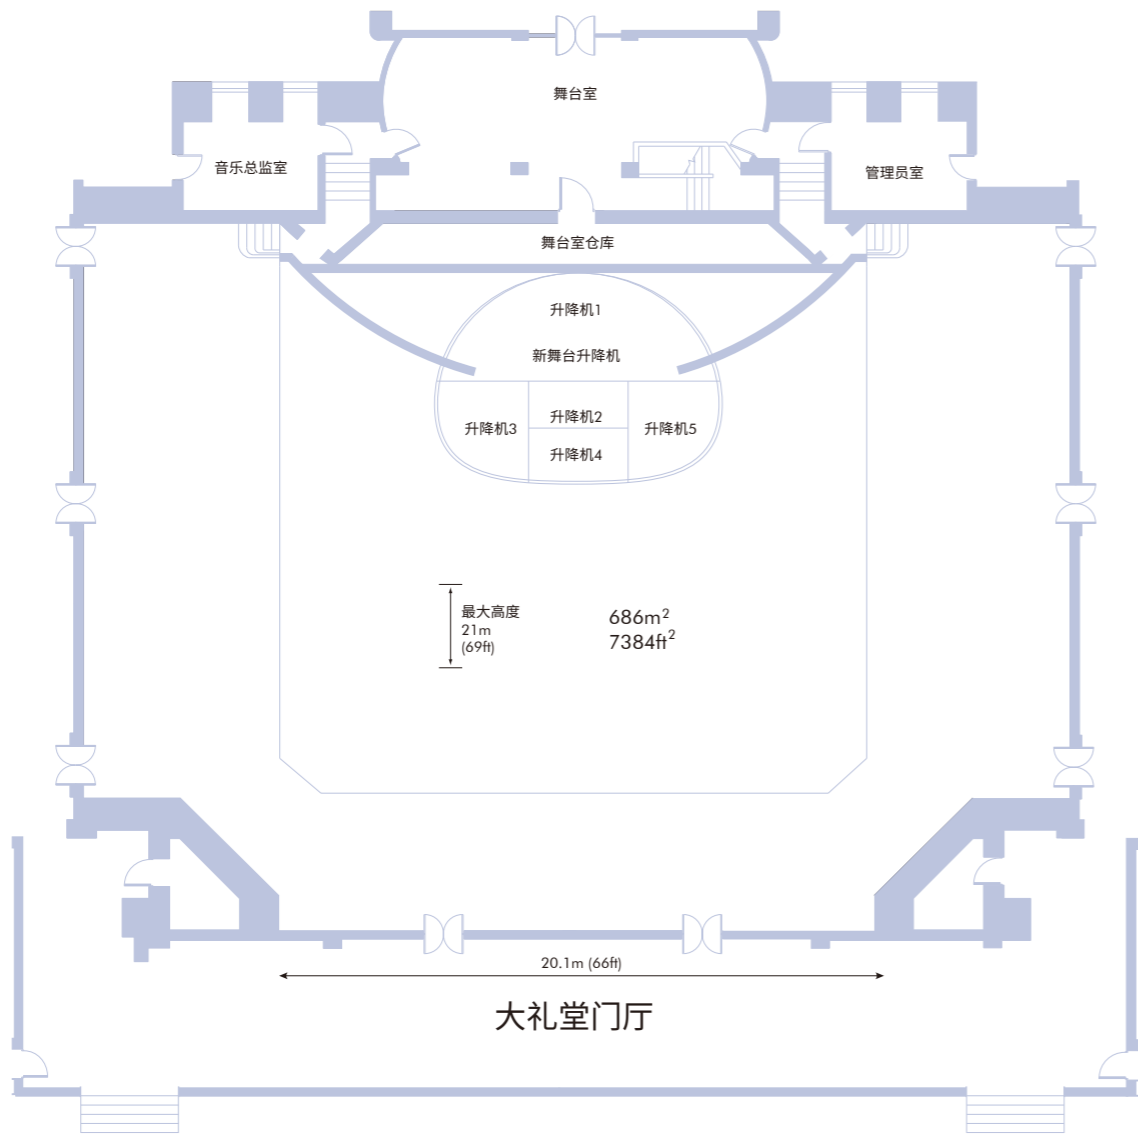 舞台室
音乐总监室
管理员室
舞台室仓库
升降机1
新舞台升降机
升降机3
升降机2
升降机5
升降机4
最大高度
21m
(69ft)
686m²
7384ft²
20.1m (66ft)
大礼堂门厅